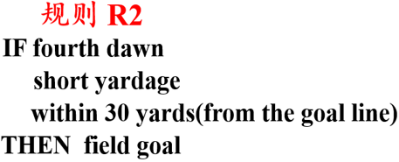 规则 R2
IF fourth dawn
short yardage
within 30 yards(from the goal line)
THEN field goal